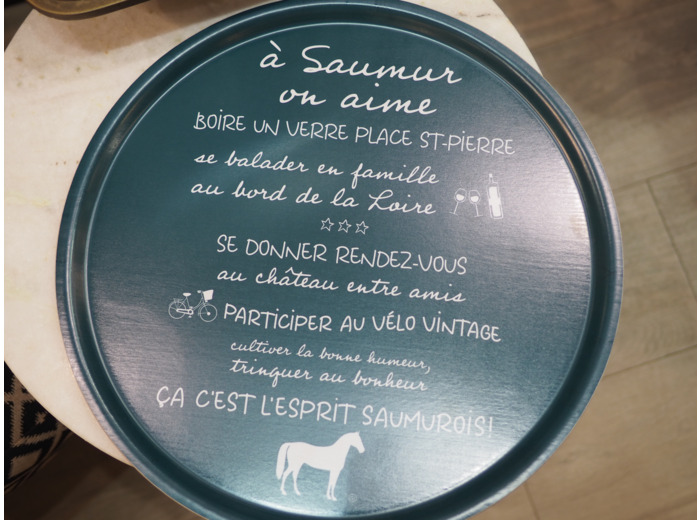 à Saumur
on aime
BOIRE UN VERRE PLACE ST-PIERRE
se balader en famille
au bord de la Loire
SE DONNER RENDEZ-VOUS
au château entre amis
PARTICIPER AU VÉLO VINTAGE
cultiver la bonne humeur,
trinquer au bonheur
ÇA C'EST L'ESPRIT SAUMUROIS!